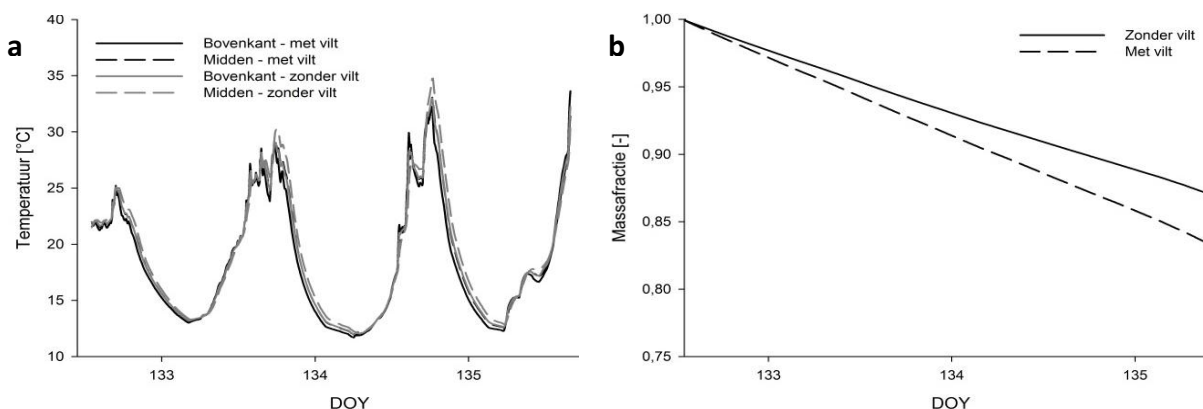 a
40
35
30
25
20
15
10
Temperatuur [°C]
Bovenkant - met vilt
Midden - met vilt
Bovenkant - zonder vilt
Midden - zonder vilt
133
134
135
DOY
b
1,00
0,95
0,90
0,85
0,80
0,75
Massafractie [-]
Zonder vilt
Met vilt
133
134
135
DOY